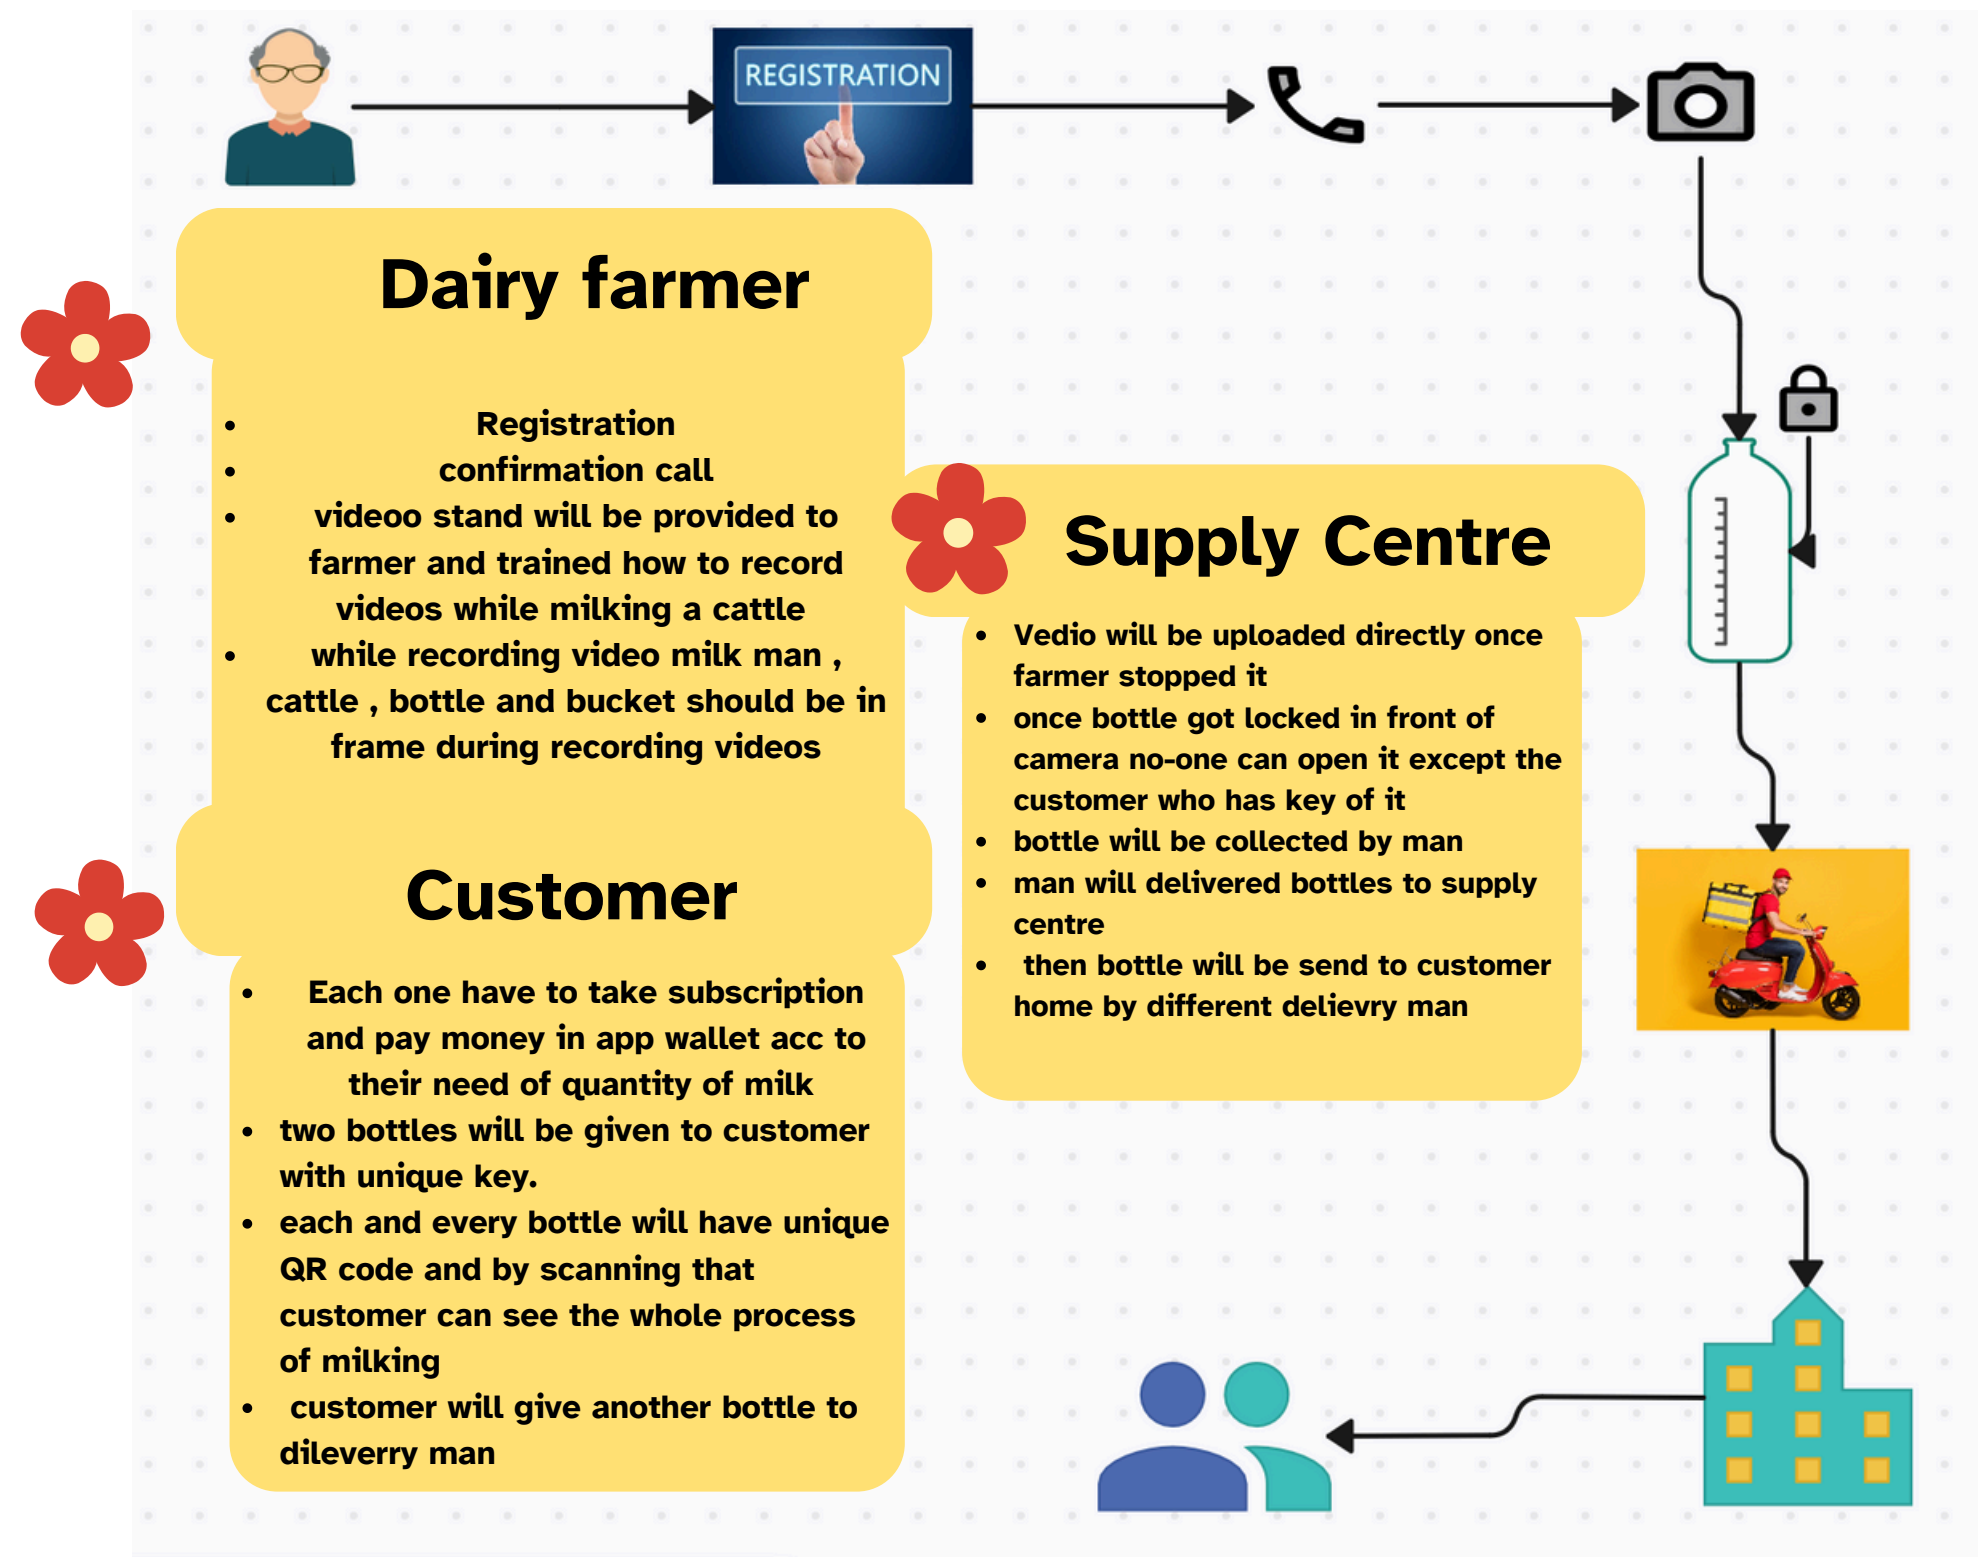 REGISTRATION
Dairy farmer
• Registration
• confirmation call
• videoo stand will be provided to
farmer and trained how to record
videos while milking a cattle
• while recording video milk man ,
cattle , bottle and bucket should be in
frame during recording videos
Supply Centre
• Vedio will be uploaded directly once
farmer stopped it
• once bottle got locked in front of
camera no-one can open it except the
customer who has key of it
• bottle will be collected by man
• man will delivered bottles to supply
centre
• then bottle will be send to customer
home by different delievry man
Customer
• Each one have to take subscription
and pay money in app wallet acc to
their need of quantity of milk
• two bottles will be given to customer
with unique key.
• each and every bottle will have unique
QR code and by scanning that
customer can see the whole process
of milking
• customer will give another bottle to
dileverry man